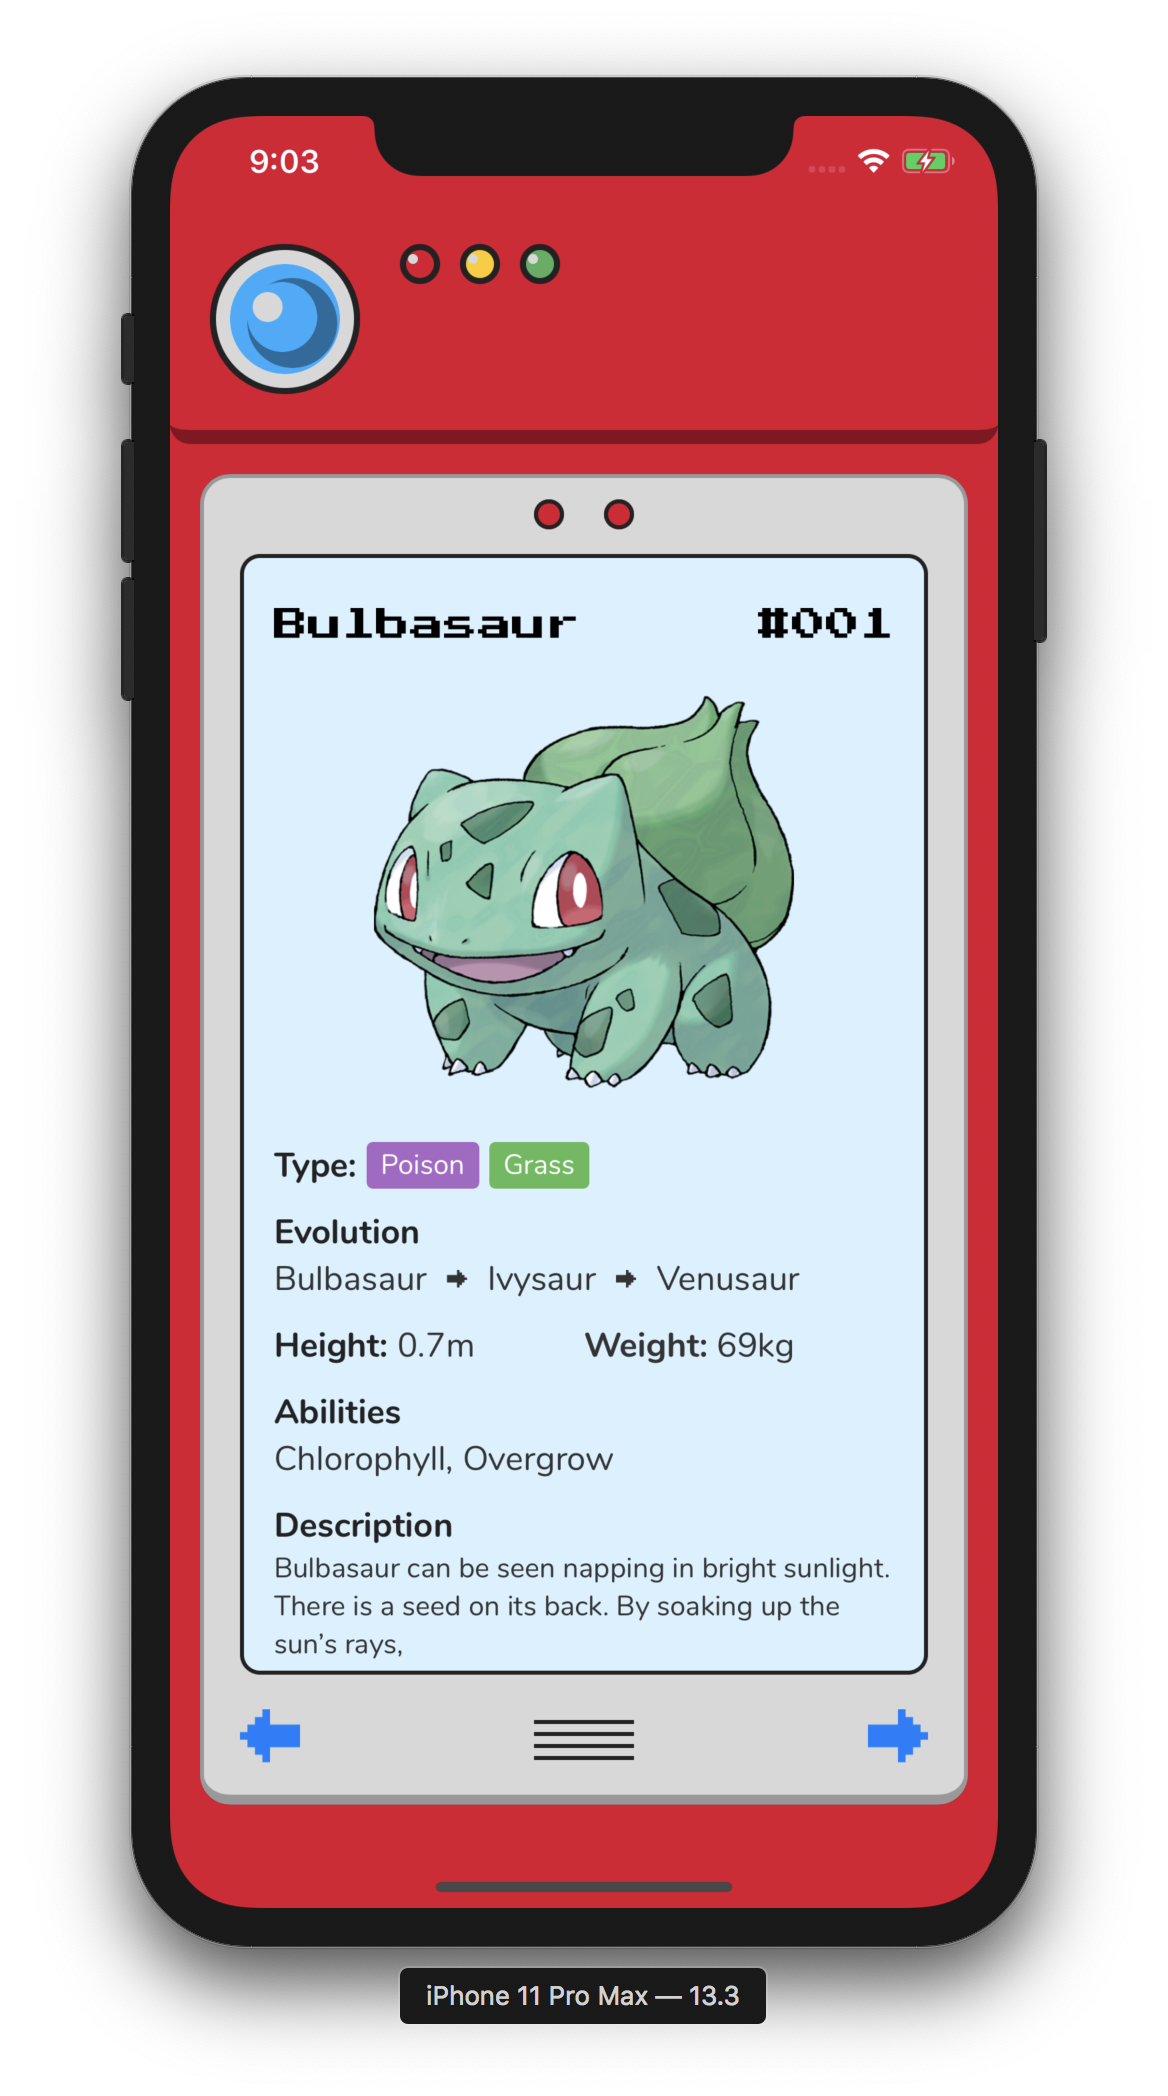 9:03
Bulbasaur #001
Type: Poison Grass
Evolution
Bulbasaur Ivysaur Venusaur
Height: 0.7m Weight: 69kg
Abilities
Chlorophyll, Overgrow
Description
Bulbasaur can be seen napping in bright sunlight.
There is a seed on its back. By soaking up the
sun’s rays,
iPhone 11 Pro Max — 13.3